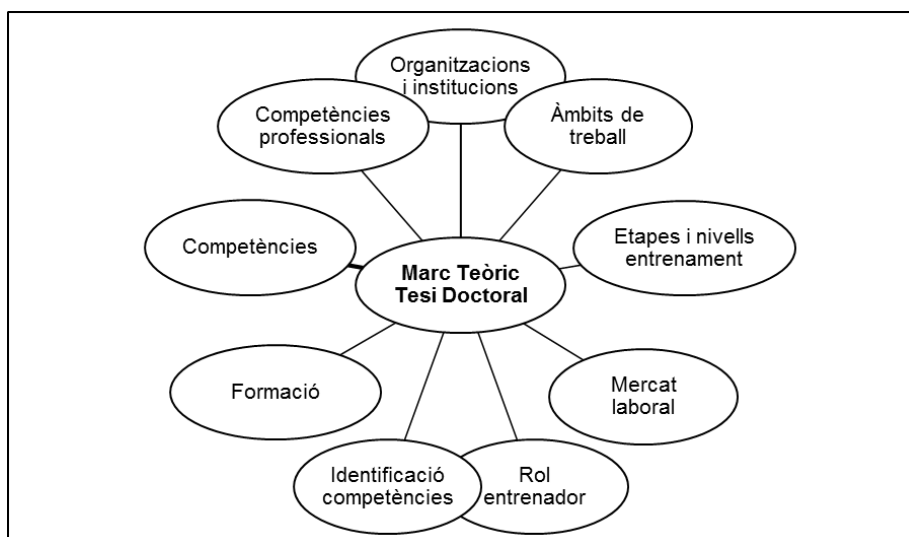 Organitzacions
i institucions
Competències
professionals
Àmbits de
treball
Competències
Etapes i nivells
entrenament
Marc Teòric
Tesi Doctoral
Formació
Mercat
laboral
Identificació
competències
Rol
entrenador